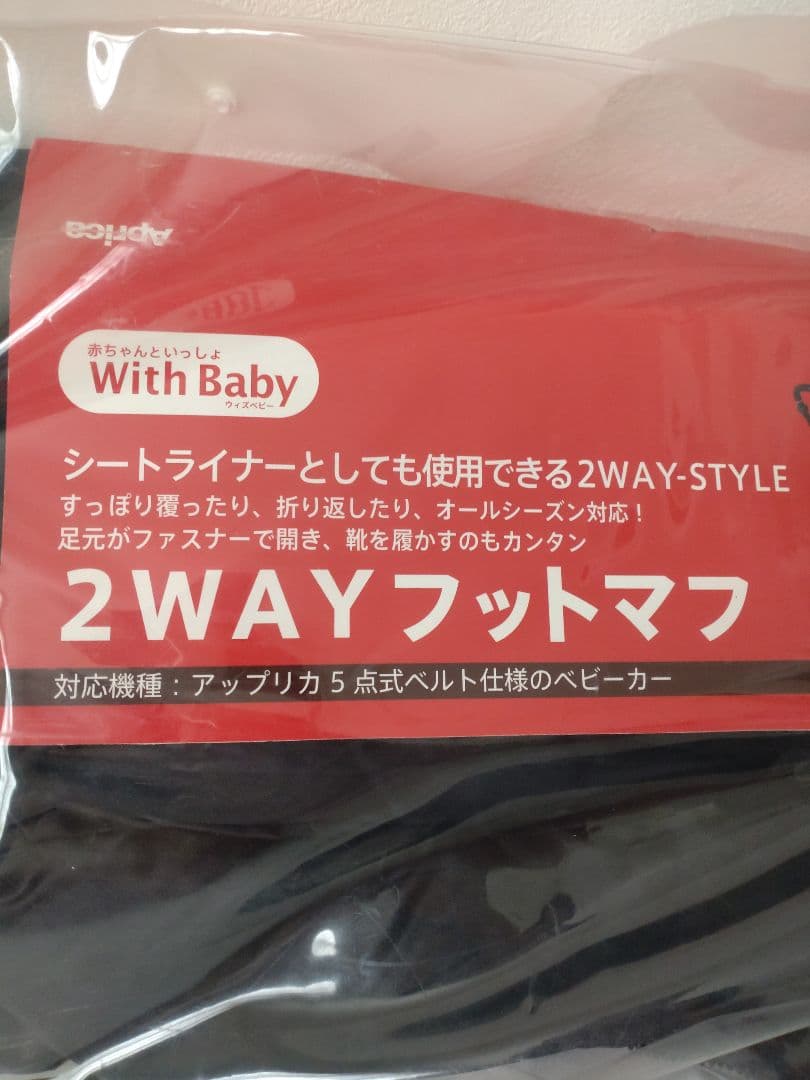 Aprica
赤ちゃんといっしょ
With Baby
ウィズベビー
シートライナーとしても使用できる2WAY-STYLE
すっぽり覆ったり、折り返したり、オールシーズン対応！
足元がファスナーで開き、靴を履かすのもカンタン
2WAYフットマフ
対応機種：アップリカ5点式ベルト仕様のベビーカー